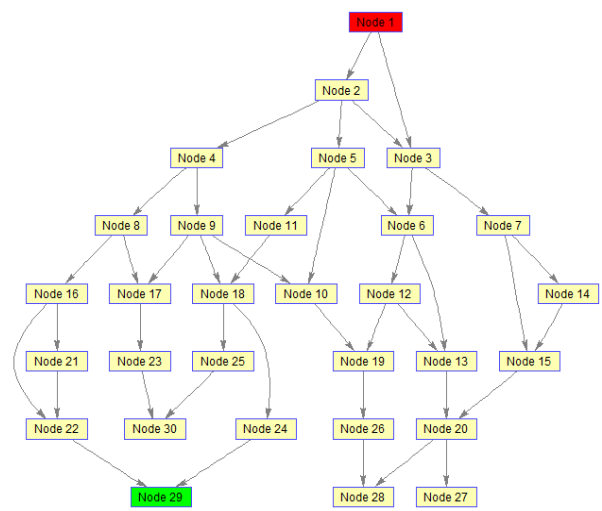 Node 1
Node 2
Node 4
Node 5
Node 3
Node 8
Node 9
Node 11
Node 6
Node 7
Node 16
Node 17
Node 18
Node 10
Node 12
Node 14
Node 21
Node 23
Node 25
Node 19
Node 13
Node 15
Node 22
Node 30
Node 24
Node 26
Node 20
Node 29
Node 28
Node 27